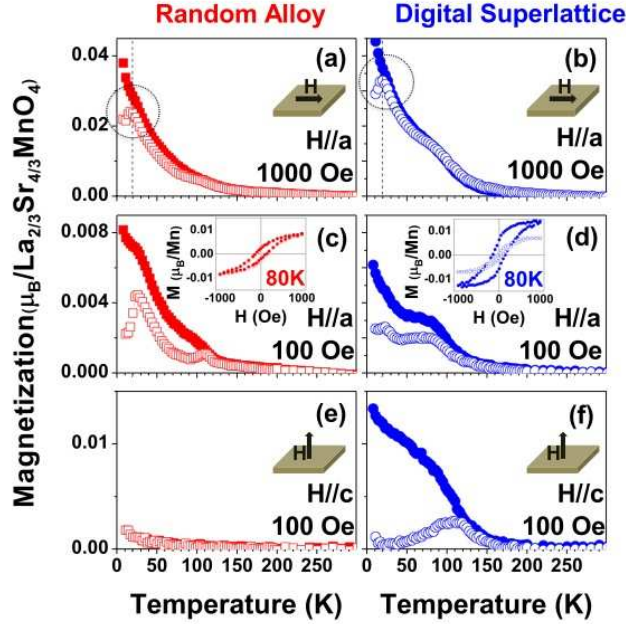 Random Alloy
Digital Superlattice
Magnetization(μB/La2/3Sr4/3MnO4)
0.04
0.02
0.00
(a)
H
H//a
1000 Oe
(b)
H
H//a
1000 Oe
0.008
0.004
0.000
(c)
M (μB/Mn)
0.01
0.00
-0.01
80K
-1000 0 1000
H (Oe)
H//a
100 Oe
(d)
M (μB/Mn)
0.01
0.00
-0.01
80K
-1000 0 1000
H (Oe)
H//a
100 Oe
0.01
0.00
(e)
H
H//c
100 Oe
(f)
H
H//c
100 Oe
0 50 100 150 200 250
0 50 100 150 200 250
Temperature (K)
Temperature (K)